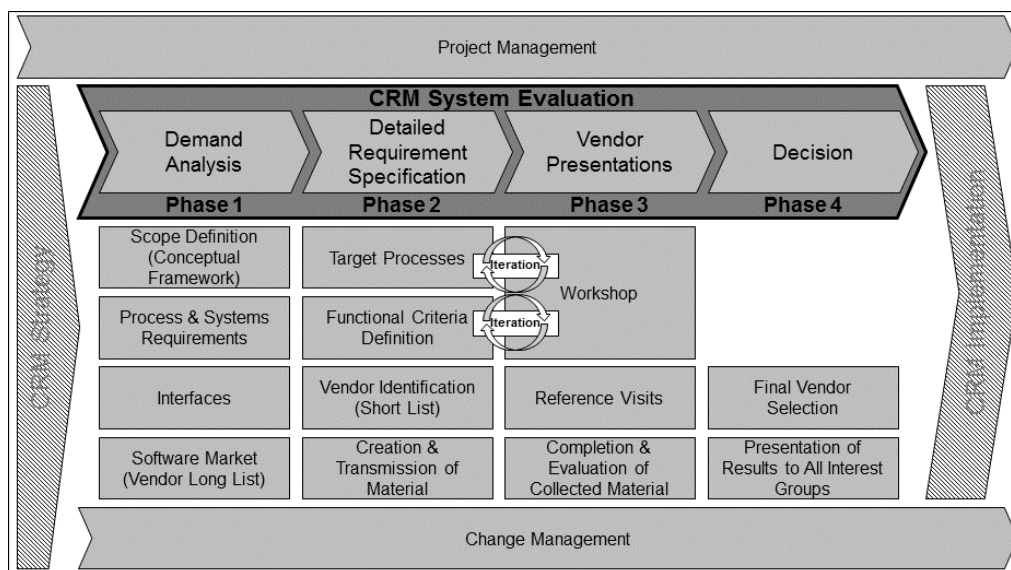 Project Management
CRM System Evaluation
Demand
Analysis
Detailed
Requirement
Specification
Vendor
Presentations
Decision
Phase 1
Phase 2
Phase 3
Phase 4
CRM Strategy
Scope Definition
(Conceptual
Framework)
Target Processes
Iteration
Workshop
Process & Systems
Requirements
Functional Criteria
Definition
Iteration
Interfaces
Vendor Identification
(Short List)
Reference Visits
Final Vendor
Selection
Software Market
(Vendor Long List)
Creation &
Transmission of
Material
Completion &
Evaluation of
Collected Material
Presentation of
Results to All Interest
Groups
CRM Implementation
Change Management